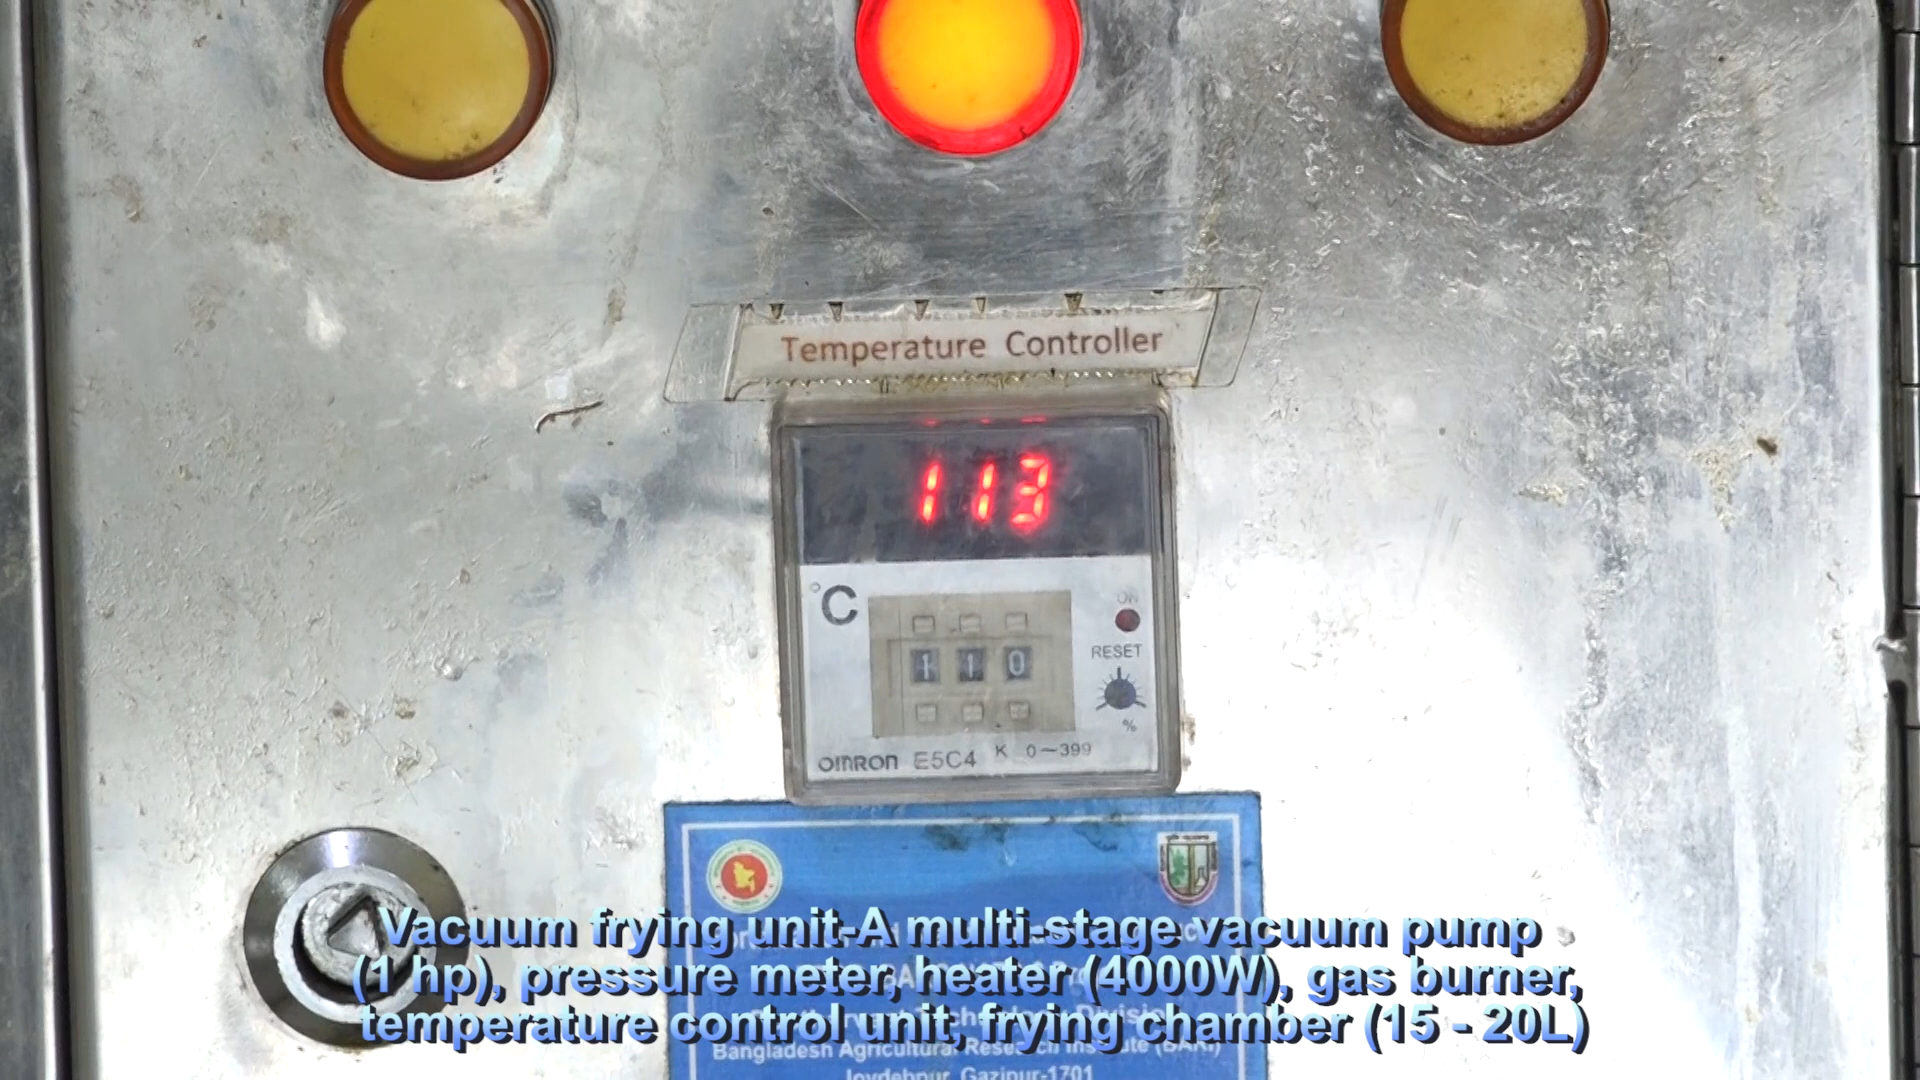 Temperature Controller
113
°C
ON
110
RESET
%
OMRON E5C4 K 0~399
Vacuum frying unit-A multi-stage vacuum pump
(1 hp), pressure meter, heater (4000W), gas burner,
temperature control unit, frying chamber (15 - 20L)
Bangladesh Agricultural Research Institute (BARI)
Joydebpur, Gazipur-1701